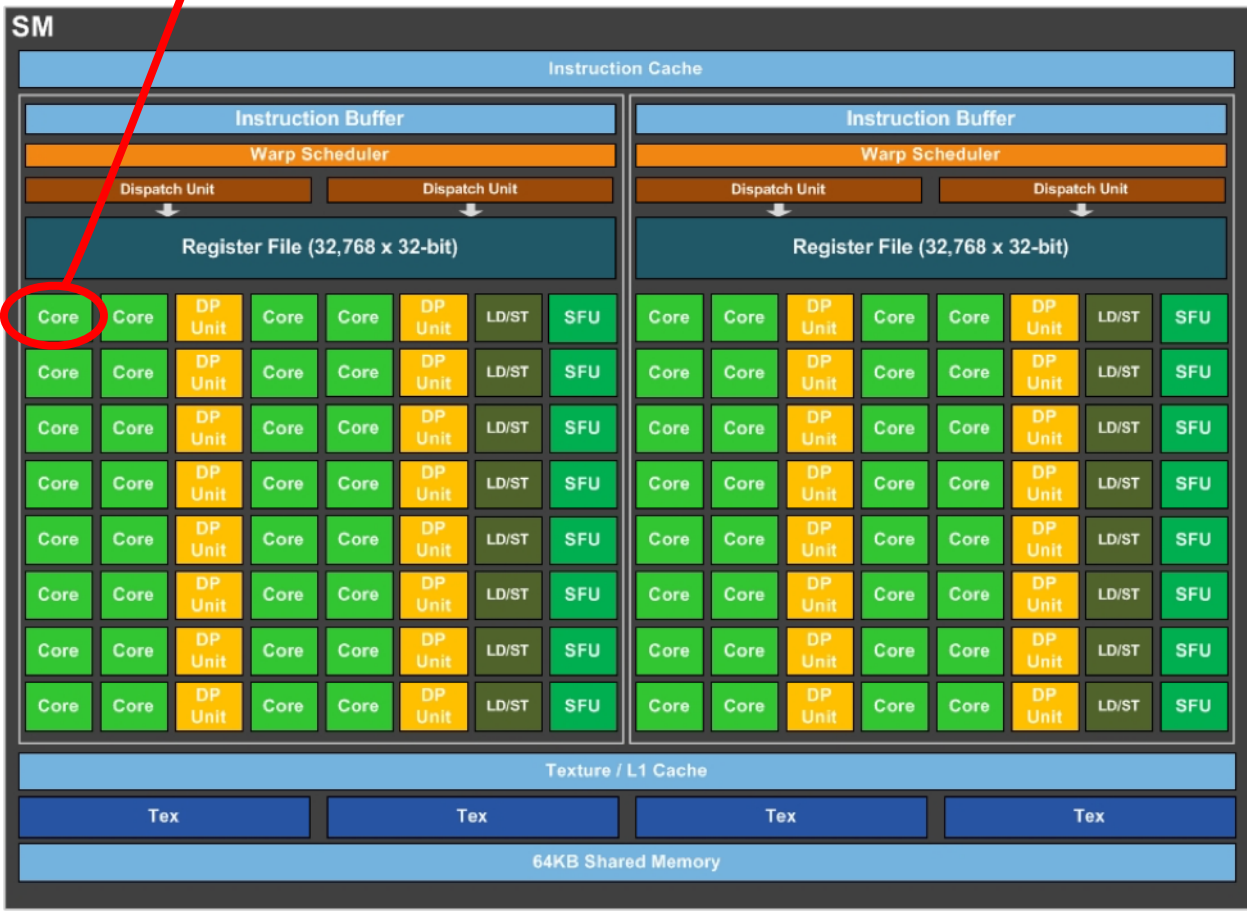 SM
Instruction Cache
Instruction Buffer Instruction Buffer
Warp Scheduler Warp Scheduler
Dispatch Unit Dispatch Unit Dispatch Unit Dispatch Unit
Register File (32,768 x 32-bit) Register File (32,768 x 32-bit)
Core Core DP Unit Core Core DP Unit LD/ST SFU Core Core DP Unit Core Core DP Unit LD/ST SFU
Core Core DP Unit Core Core DP Unit LD/ST SFU Core Core DP Unit Core Core DP Unit LD/ST SFU
Core Core DP Unit Core Core DP Unit LD/ST SFU Core Core DP Unit Core Core DP Unit LD/ST SFU
Core Core DP Unit Core Core DP Unit LD/ST SFU Core Core DP Unit Core Core DP Unit LD/ST SFU
Core Core DP Unit Core Core DP Unit LD/ST SFU Core Core DP Unit Core Core DP Unit LD/ST SFU
Core Core DP Unit Core Core DP Unit LD/ST SFU Core Core DP Unit Core Core DP Unit LD/ST SFU
Core Core DP Unit Core Core DP Unit LD/ST SFU Core Core DP Unit Core Core DP Unit LD/ST SFU
Core Core DP Unit Core Core DP Unit LD/ST SFU Core Core DP Unit Core Core DP Unit LD/ST SFU
Texture / L1 Cache
Tex Tex Tex Tex
64KB Shared Memory